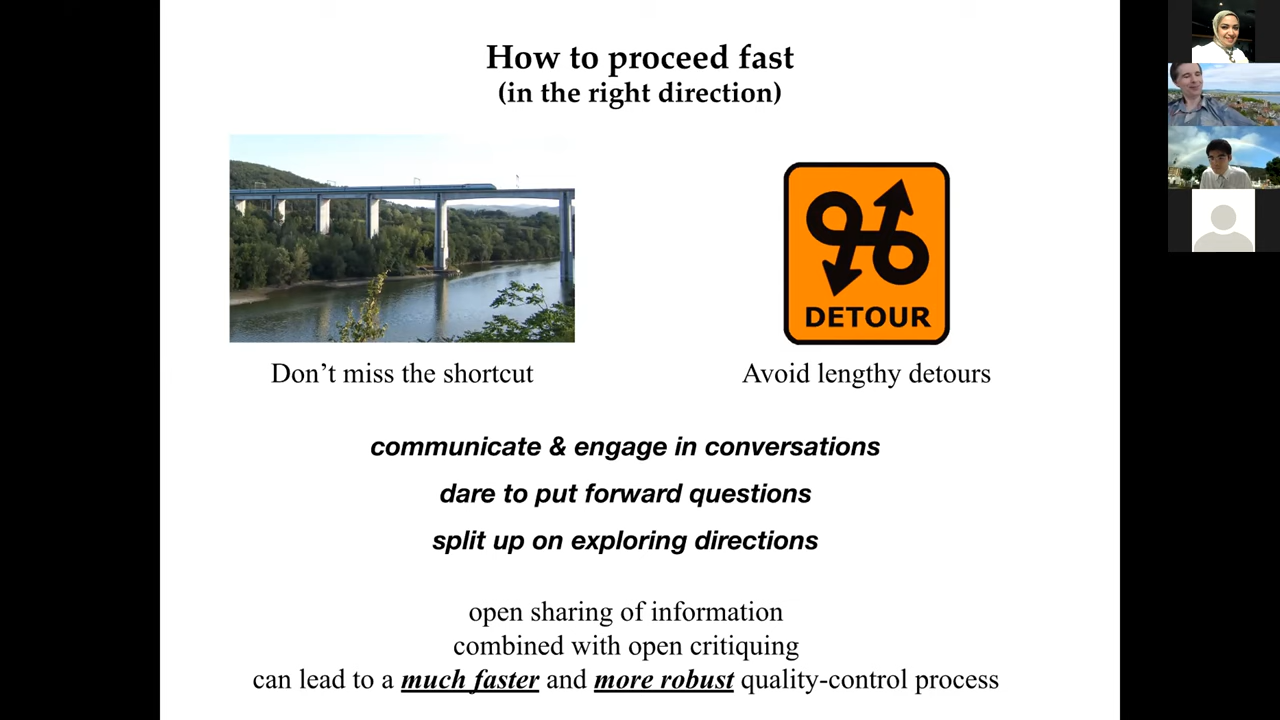 How to proceed fast
(in the right direction)
DETOUR
Don't miss the shortcut
Avoid lengthy detours
communicate & engage in conversations
dare to put forward questions
split up on exploring directions
open sharing of information
combined with open critiquing
can lead to a much faster and more robust quality-control process